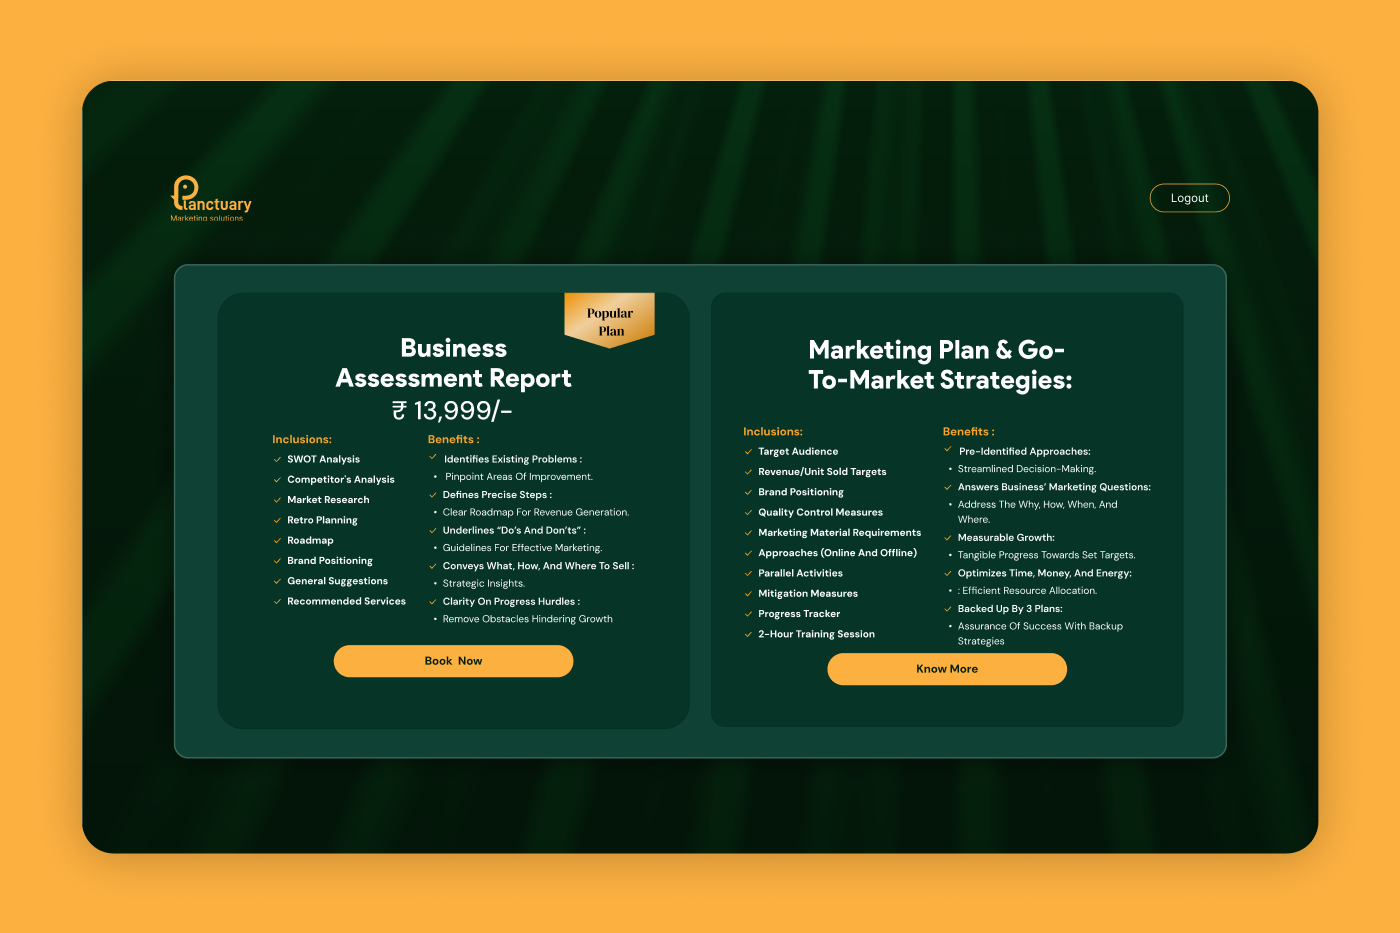 Planctuary
Marketing solutions
Logout
Popular
Plan
Business
Assessment Report
₹ 13,999/-
Inclusions:
SWOT Analysis
Competitor's Analysis
Market Research
Retro Planning
Roadmap
Brand Positioning
General Suggestions
Recommended Services
Benefits :
Identifies Existing Problems :
• Pinpoint Areas Of Improvement.
Defines Precise Steps :
• Clear Roadmap For Revenue Generation.
Underlines “Do’s And Don’ts” :
• Guidelines For Effective Marketing.
Conveys What, How, And Where To Sell :
• Strategic Insights.
Clarity On Progress Hurdles :
• Remove Obstacles Hindering Growth
Book  Now
Marketing Plan & Go-
To-Market Strategies:
Inclusions:
Target Audience
Revenue/Unit Sold Targets
Brand Positioning
Quality Control Measures
Marketing Material Requirements
Approaches (Online And Offline)
Parallel Activities
Mitigation Measures
Progress Tracker
2-Hour Training Session
Benefits :
Pre-Identified Approaches:
• Streamlined Decision-Making.
Answers Business’ Marketing Questions:
• Address The Why, How, When, And
Where.
Measurable Growth:
• Tangible Progress Towards Set Targets.
Optimizes Time, Money, And Energy:
• : Efficient Resource Allocation.
Backed Up By 3 Plans:
• Assurance Of Success With Backup
Strategies
Know More